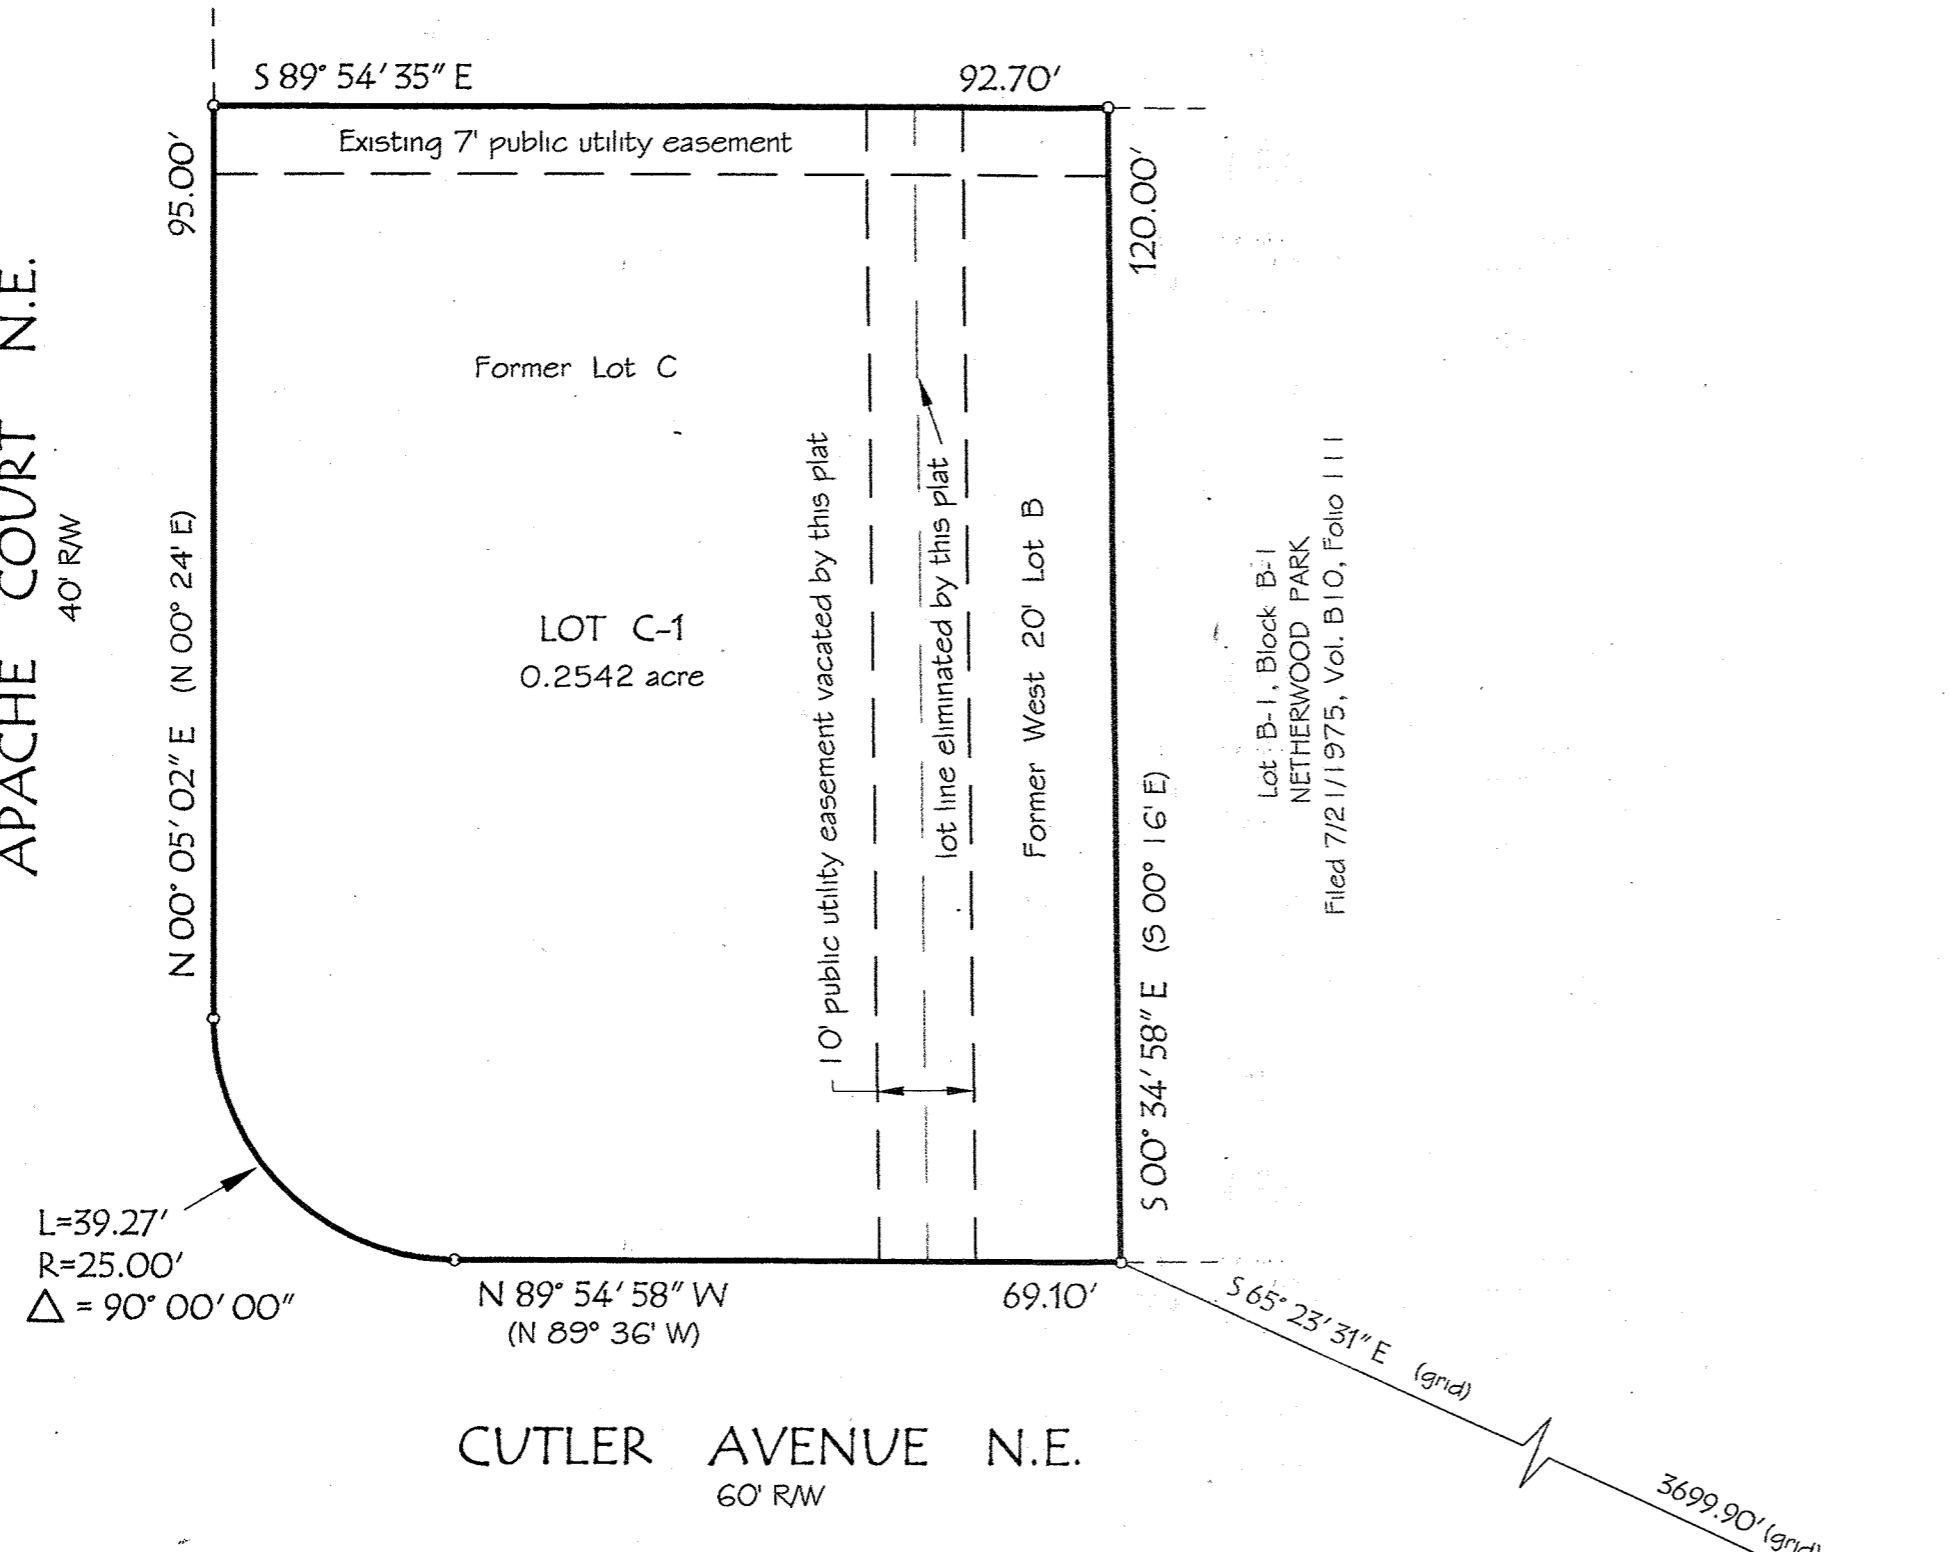 S 89° 54' 35" E
92.70'
Existing 7' public utility easement
95.00'
120.00'
APACHE COURT N.E.
40' R/W
N 00° 05' 02" E (N 00° 24' E)
Former Lot C
LOT C-1
0.2542 acre
10' public utility easement vacated by this plat
lot line eliminated by this plat
Former West 20' Lot B
S 00° 34' 58" E (S 00° 16' E)
Lot B-1, Block B-1
NETHERWOOD PARK
Filed 7/21/1975, Vol. B10, Folio 111
L=39.27'
R=25.00'
Δ = 90° 00' 00"
N 89° 54' 58" W
(N 89° 36' W)
69.10'
S 65° 23' 31" E (grid)
3699.90' (grid)
CUTLER AVENUE N.E.
60' R/W